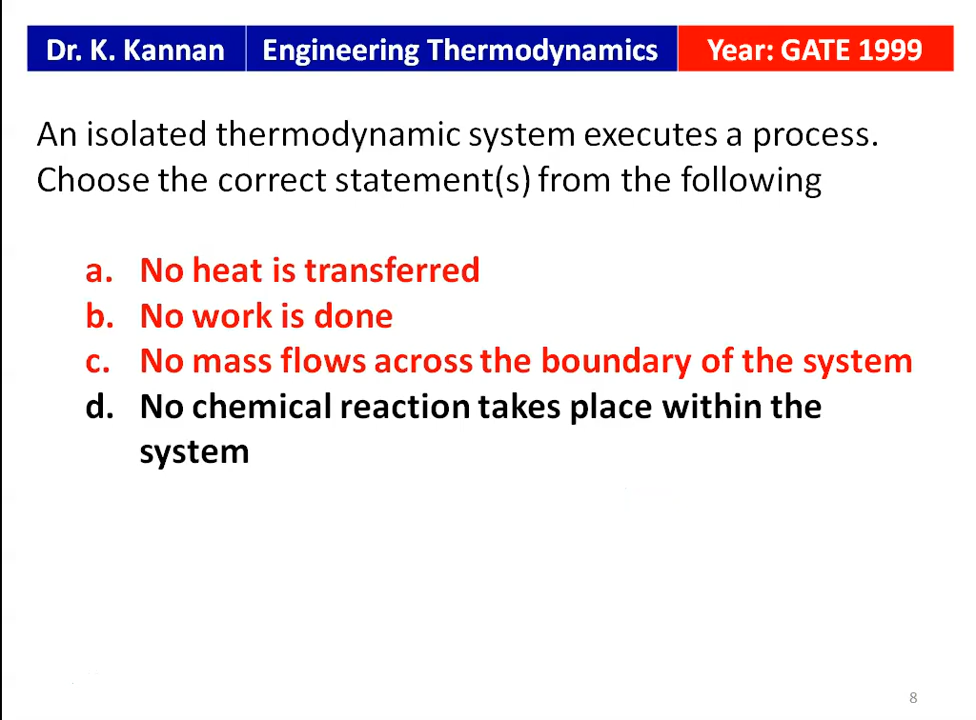 Dr. K. Kannan Engineering Thermodynamics Year: GATE 1999
An isolated thermodynamic system executes a process.
Choose the correct statement(s) from the following
a. No heat is transferred
b. No work is done
c. No mass flows across the boundary of the system
d. No chemical reaction takes place within the
system
8